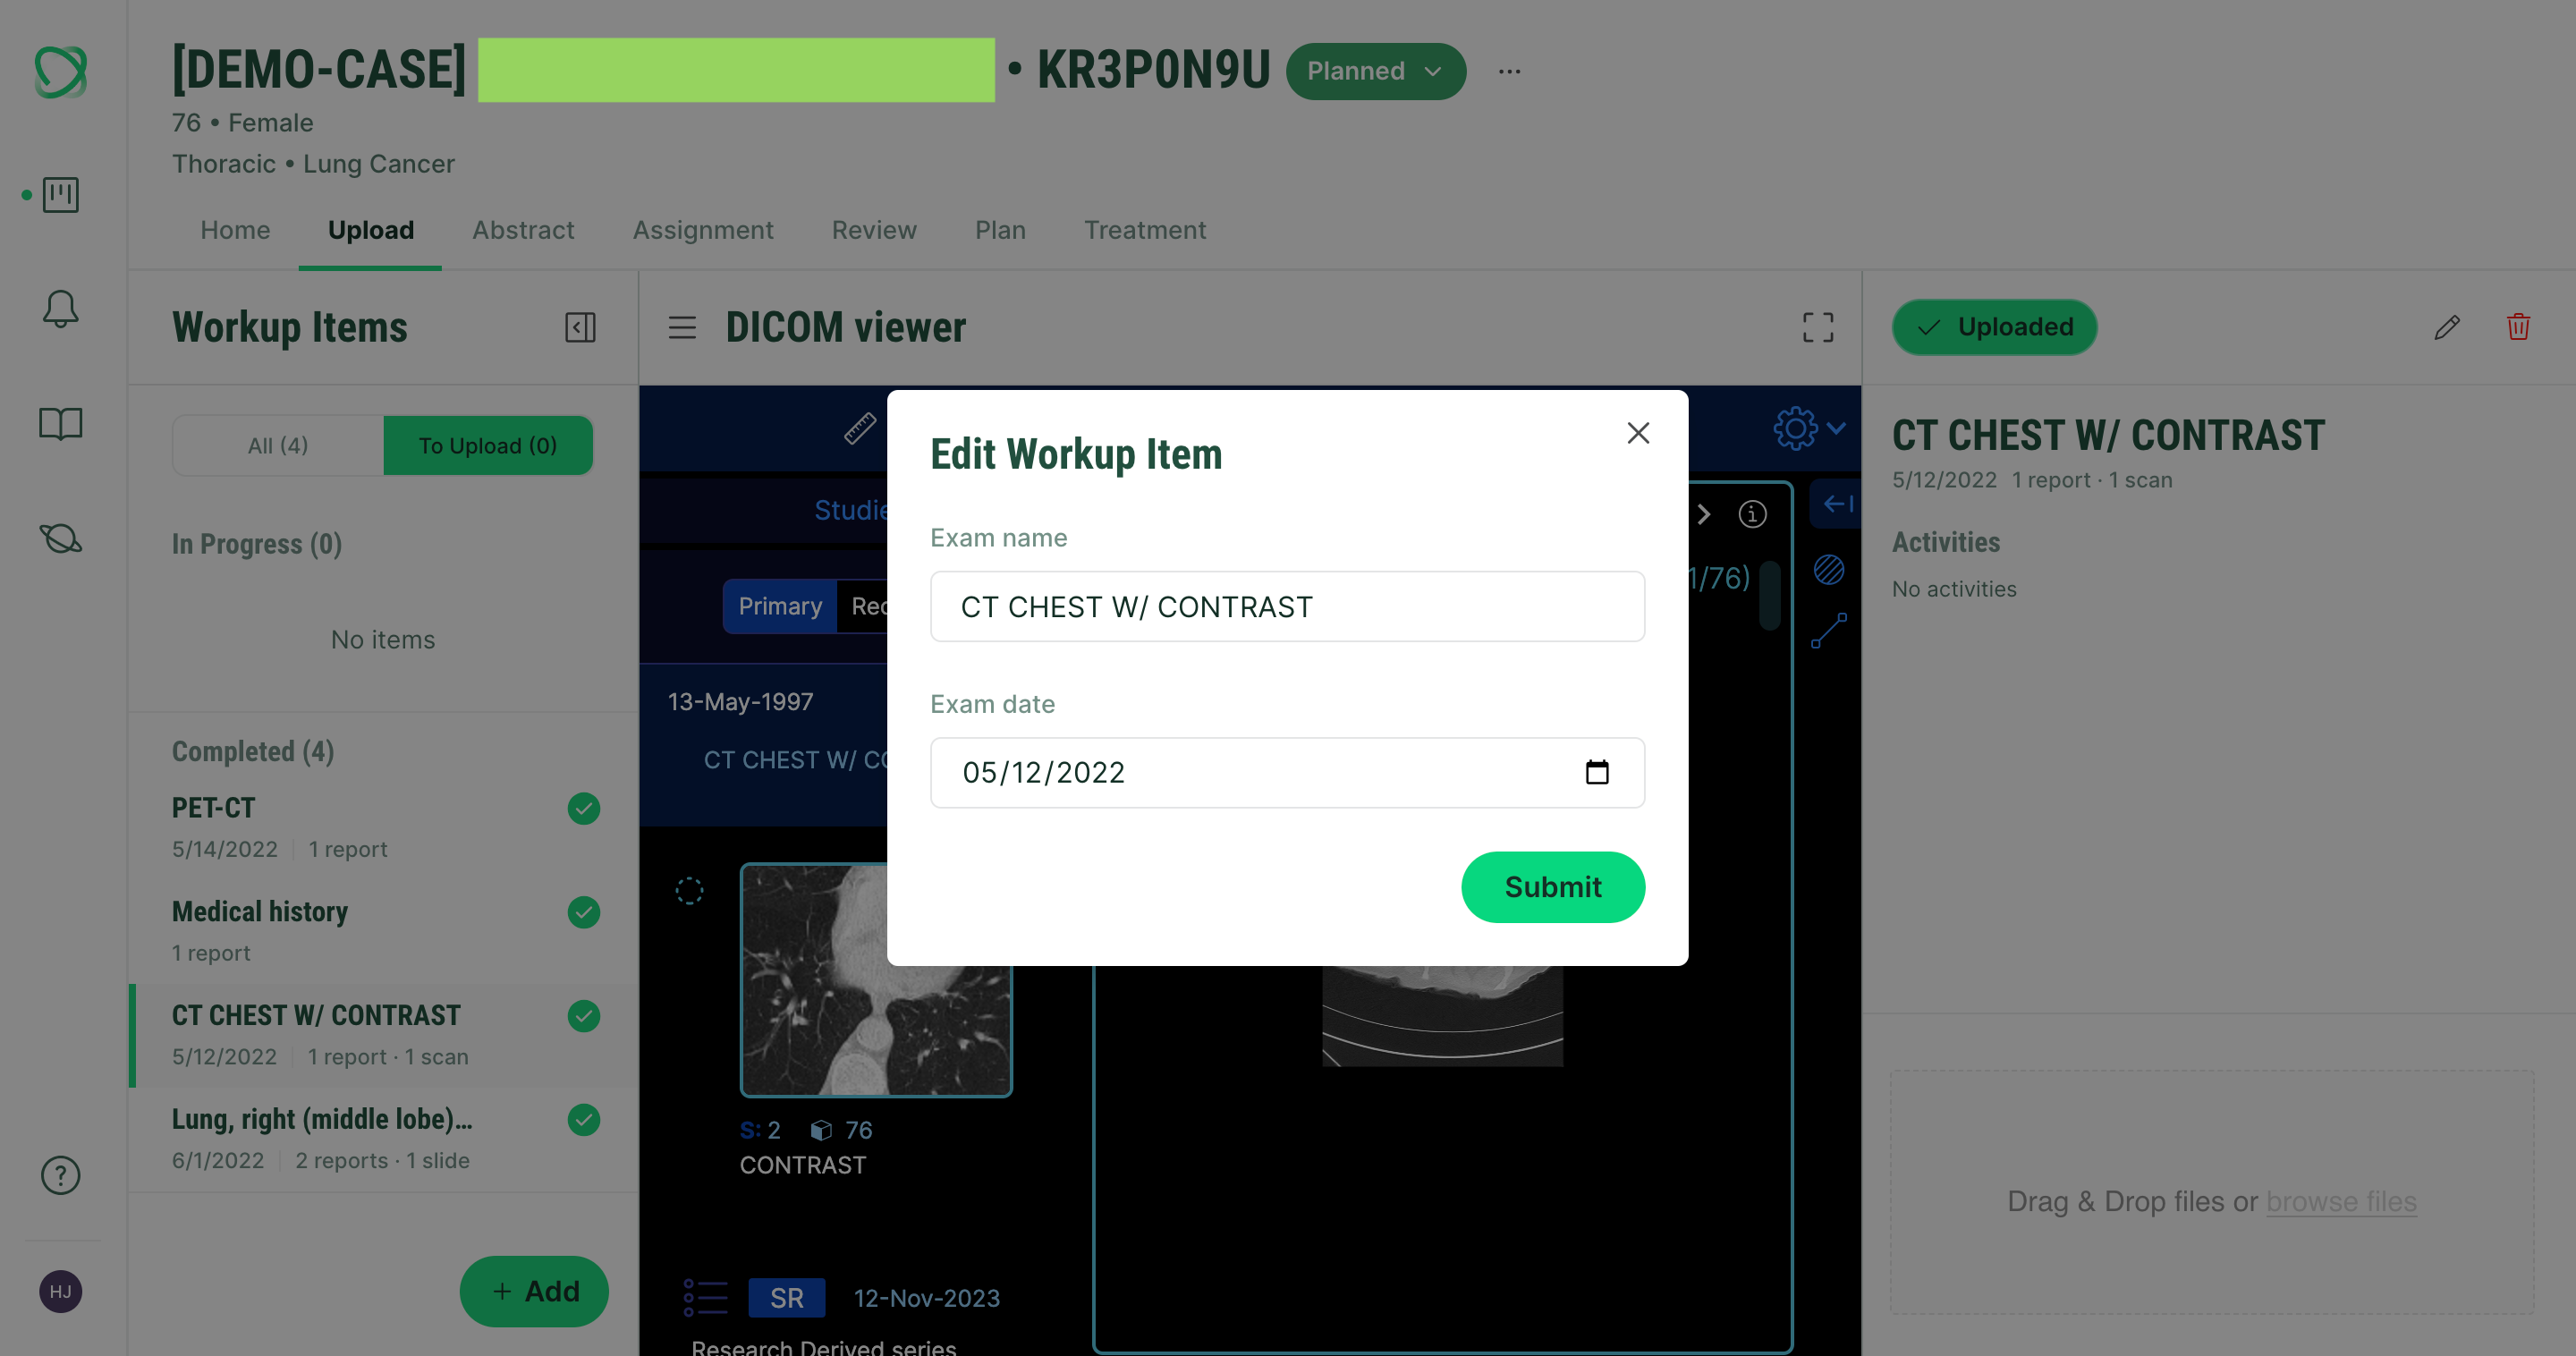 [DEMO-CASE] • KR3P0N9U Planned
76 • Female
Thoracic • Lung Cancer
Home Upload Abstract Assignment Review Plan Treatment
Workup Items
All (4) To Upload (0)
In Progress (0)
No items
Completed (4)
PET-CT
5/14/2022 1 report
Medical history
1 report
CT CHEST W/ CONTRAST
5/12/2022 1 report · 1 scan
Lung, right (middle lobe)...
6/1/2022 2 reports · 1 slide
+ Add
HJ
DICOM viewer
Primary
13-May-1997
CT CHEST W/
1/76)
S: 2 76
CONTRAST
SR 12-Nov-2023
Research Derived series
Edit Workup Item
Exam name
CT CHEST W/ CONTRAST
Exam date
05/12/2022
Submit
Uploaded
CT CHEST W/ CONTRAST
5/12/2022 1 report · 1 scan
Activities
No activities
Drag & Drop files or browse files